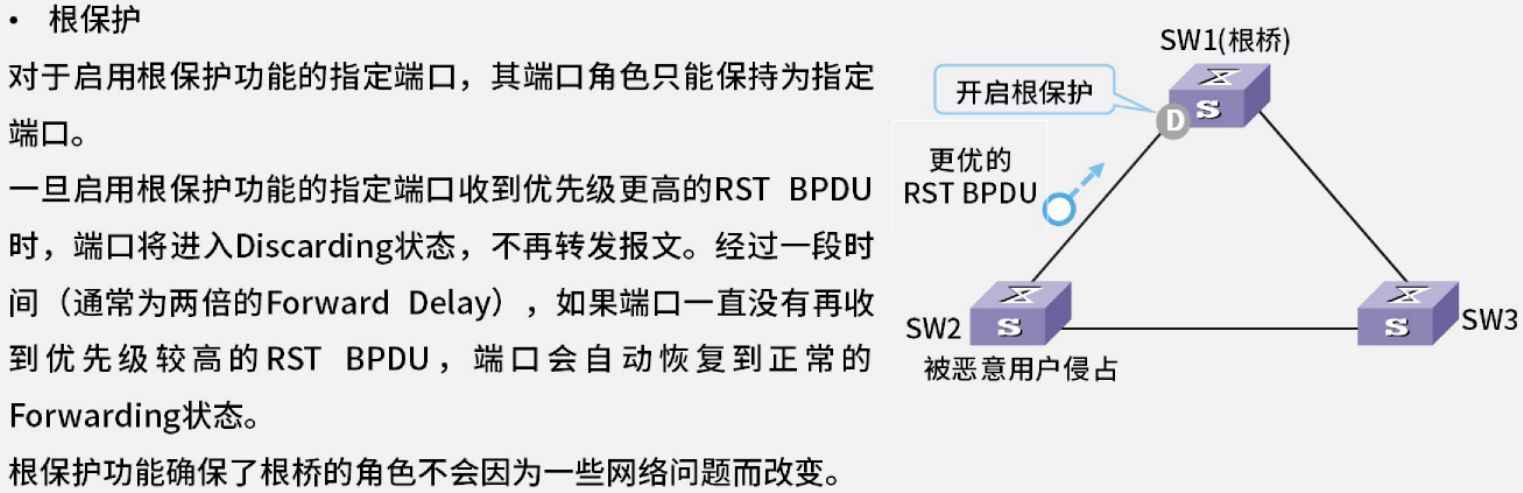 • 根保护
对于启用根保护功能的指定端口，其端口角色只能保持为指定
端口。
一旦启用根保护功能的指定端口收到优先级更高的RST BPDU
时，端口将进入Discarding状态，不再转发报文。经过一段时
间（通常为两倍的Forward Delay），如果端口一直没有再收
到优先级较高的RST BPDU，端口会自动恢复到正常的
Forwarding状态。
根保护功能确保了根桥的角色不会因为一些网络问题而改变。
SW1(根桥)
开启根保护
D
S
更优的
RST BPDU
SW2
S
S
SW3
被恶意用户侵占